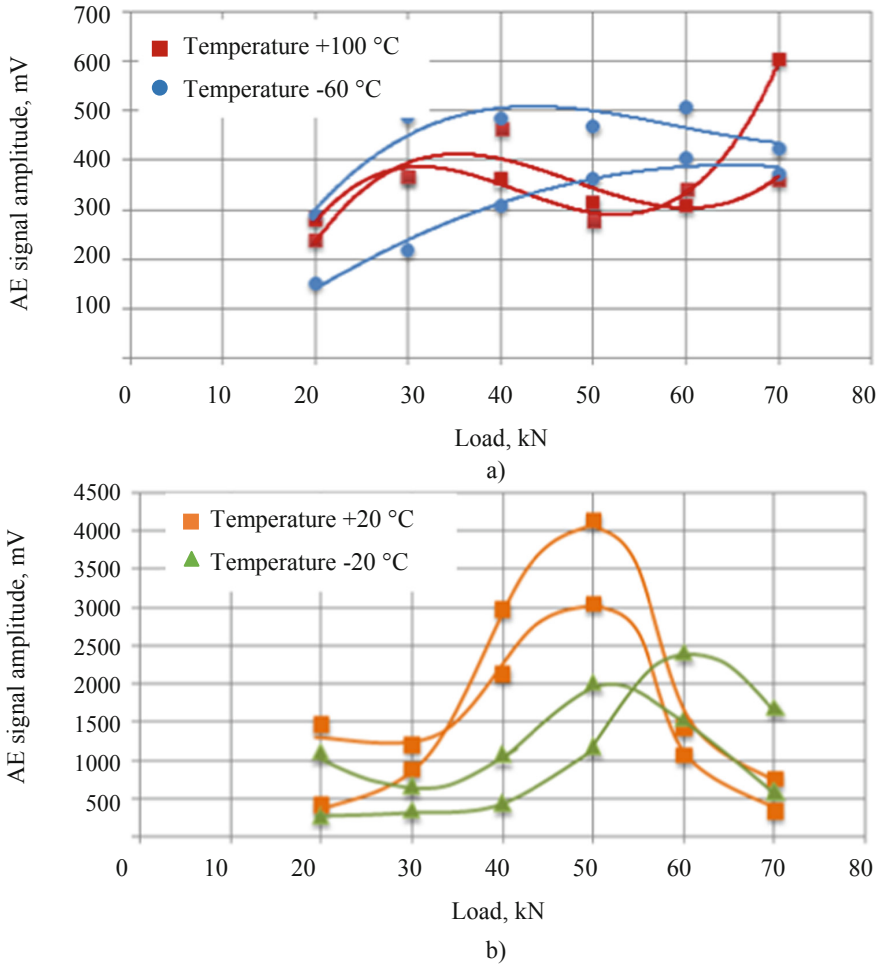 700
600
500
400
300
200
100
AE signal amplitude, mV
Temperature +100 °C
Temperature -60 °C
0 10 20 30 40 50 60 70 80
Load, kN
a)
4500
4000
3500
3000
2500
2000
1500
1000
500
AE signal amplitude, mV
Temperature +20 °C
Temperature -20 °C
0 10 20 30 40 50 60 70 80
Load, kN
b)